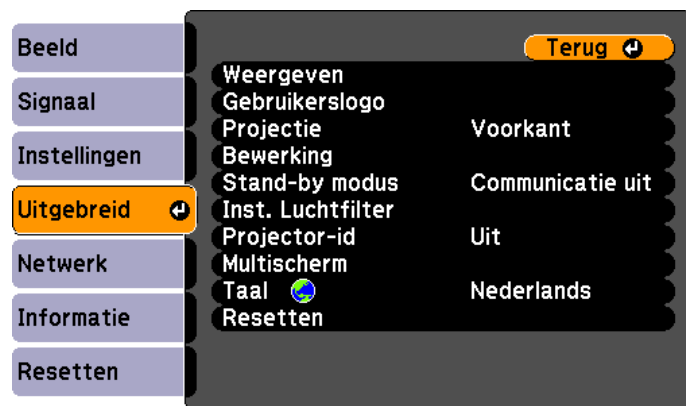 Beeld
Signaal
Instellingen
Uitgebreid
Netwerk
Informatie
Resetten
Terug
Weergeven
Gebruikerslogo
Projectie Voorkant
Bewerking
Stand-by modus Communicatie uit
Inst. Luchtfilter
Projector-id Uit
Multischerm
Taal Nederlands
Resetten